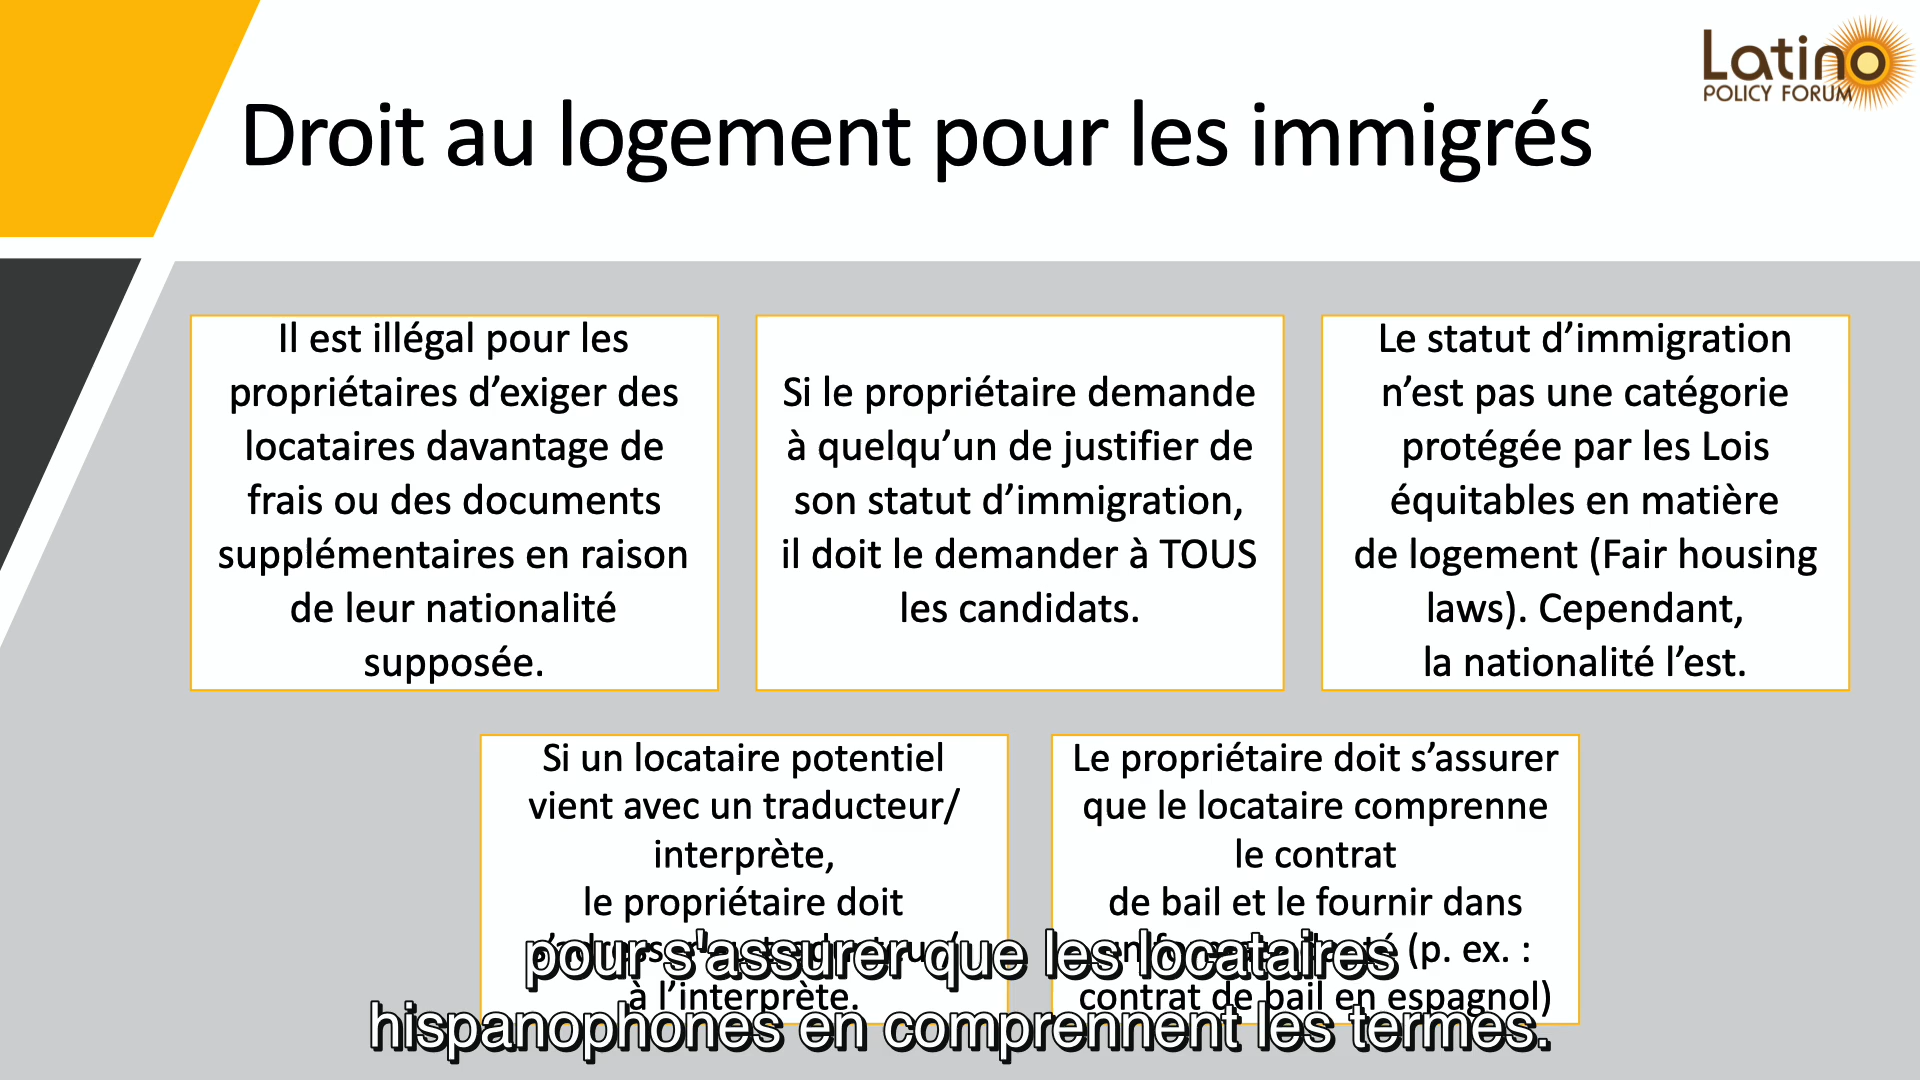 Latino
POLICY FORUM
Droit au logement pour les immigrés
Il est illégal pour les
propriétaires d’exiger des
locataires davantage de
frais ou des documents
supplémentaires en raison
de leur nationalité
supposée.
Si le propriétaire demande
à quelqu’un de justifier de
son statut d’immigration,
il doit le demander à TOUS
les candidats.
Le statut d’immigration
n’est pas une catégorie
protégée par les Lois
équitables en matière
de logement (Fair housing
laws). Cependant,
la nationalité l’est.
Si un locataire potentiel
vient avec un traducteur/
interprète,
le propriétaire doit
à l’interprète.
Le propriétaire doit s’assurer
que le locataire comprenne
le contrat
de bail et le fournir dans
(p. ex. :
contrat de bail en espagnol)
pour s'assurer que les locataires
hispanophones en comprennent les termes.